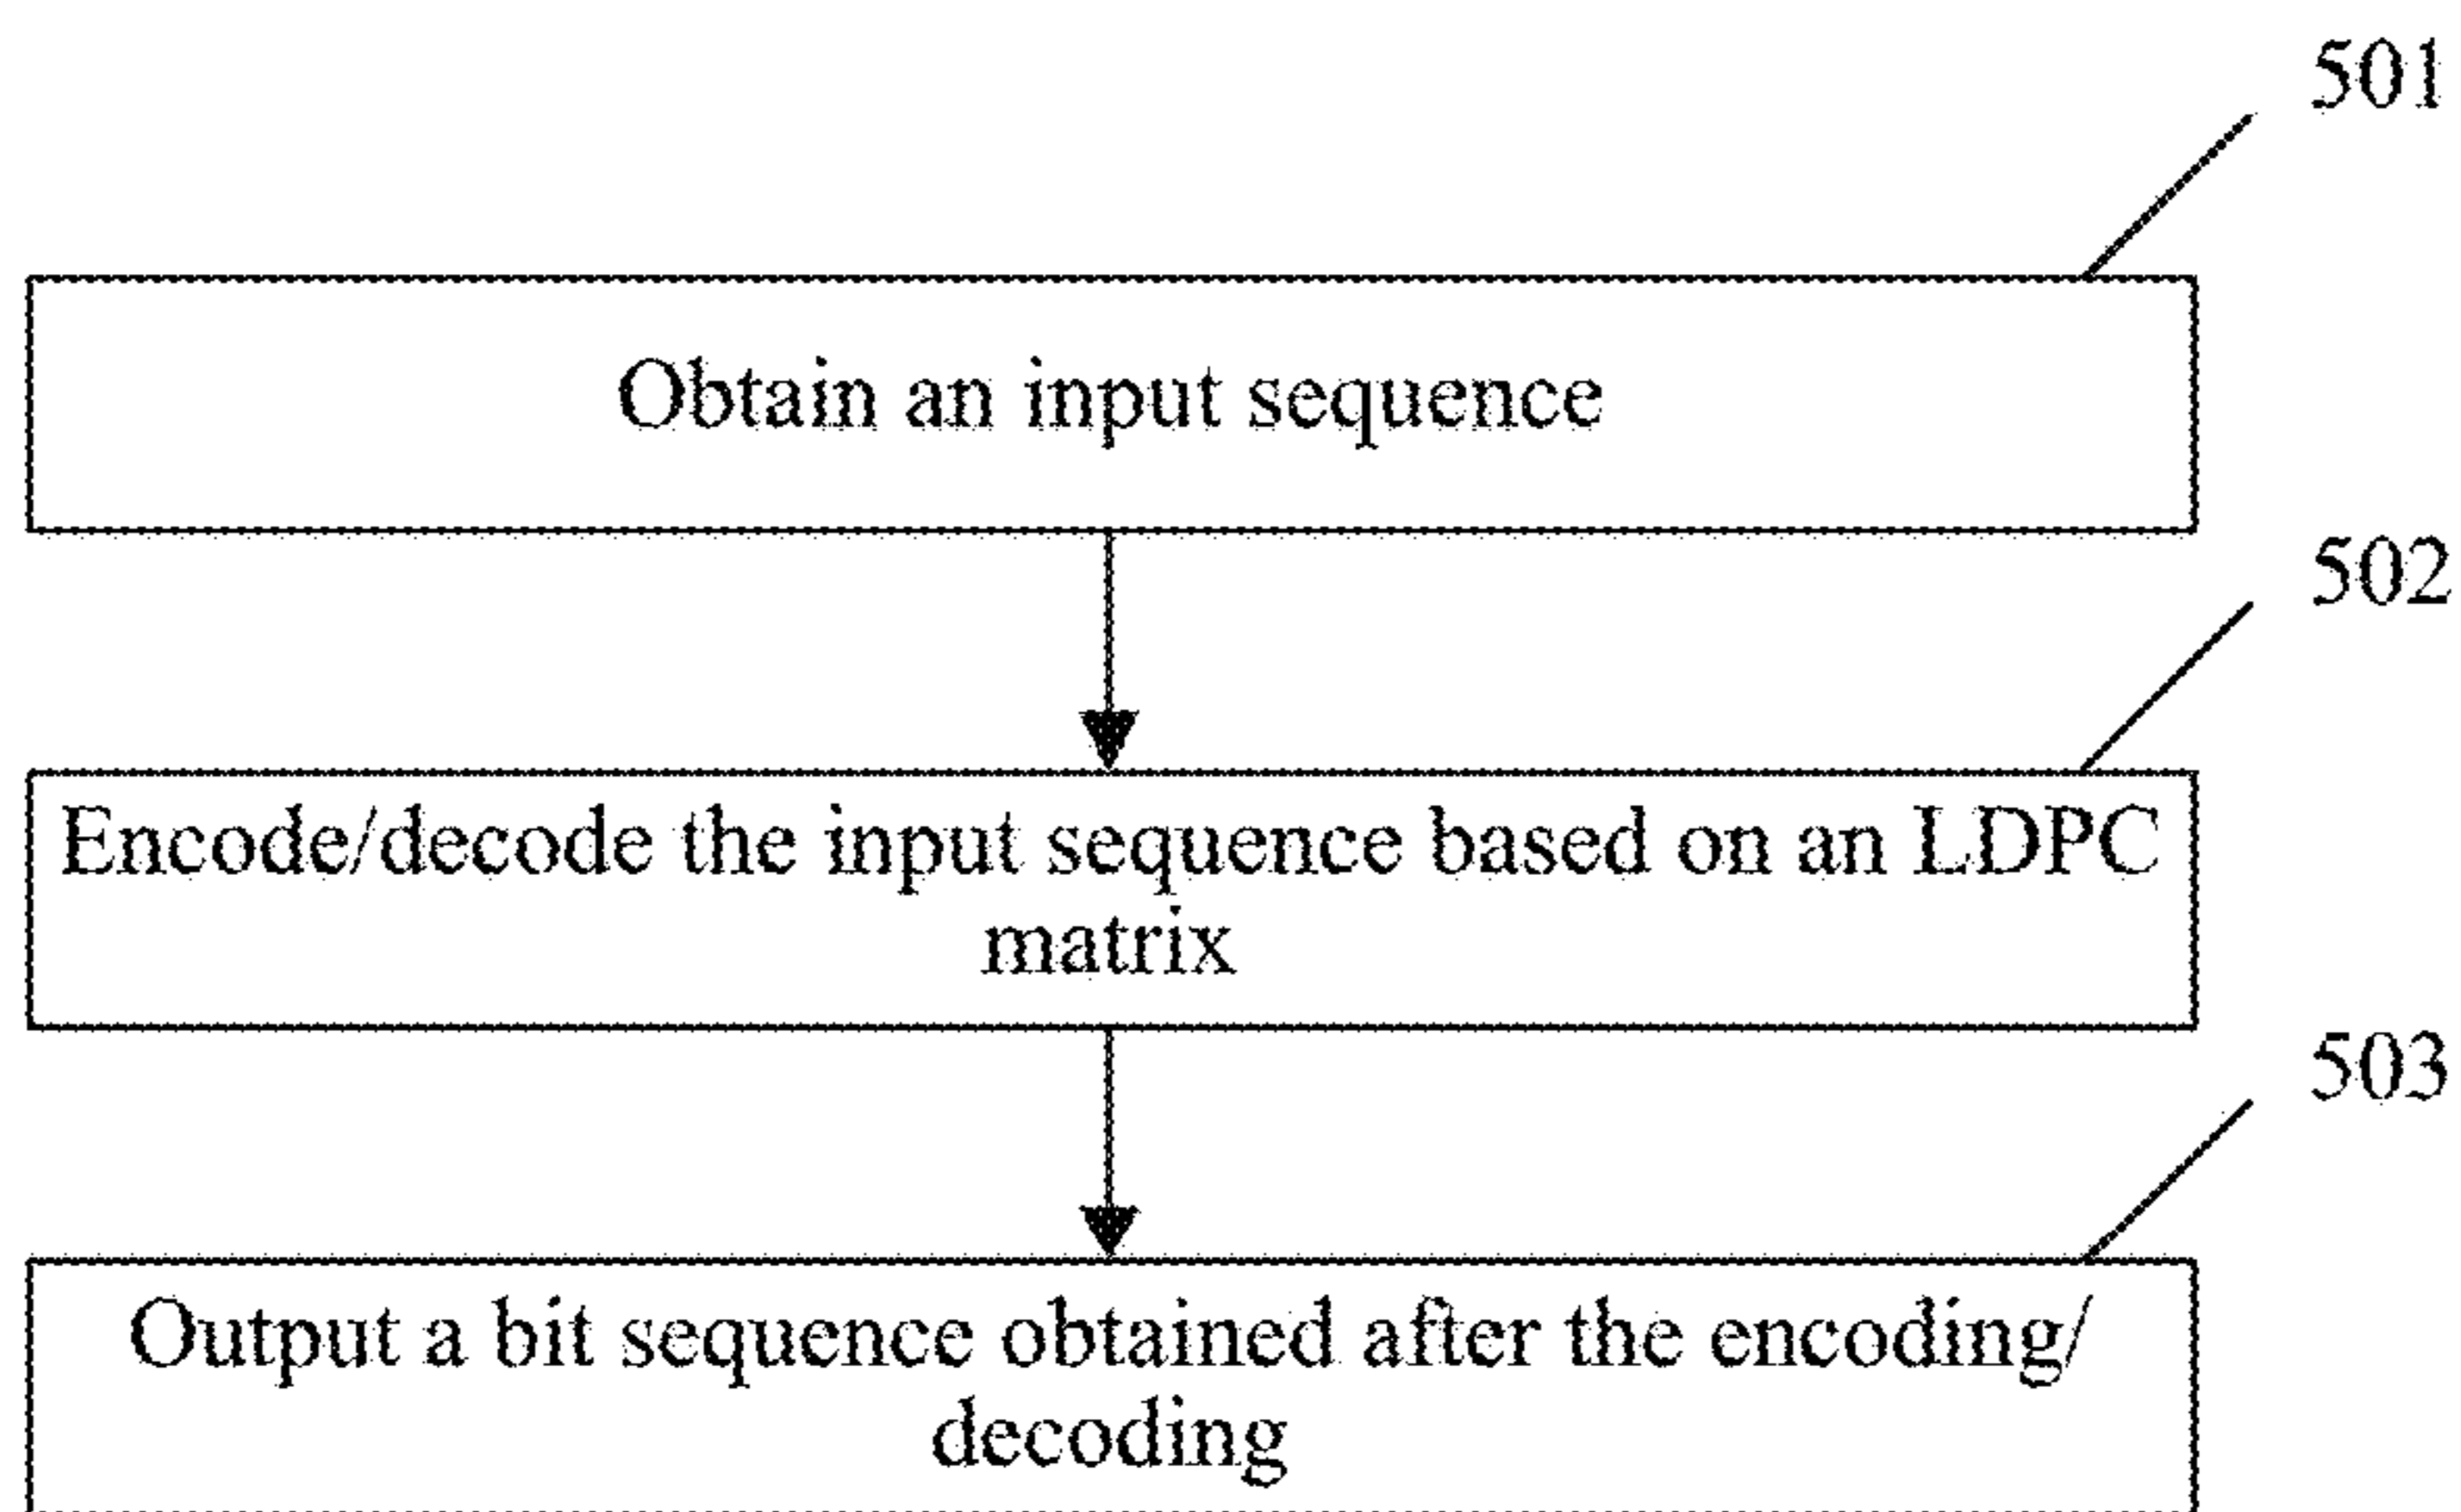 501
Obtain an input sequence
502
Encode/decode the input sequence based on an LDPC
matrix
503
Output a bit sequence obtained after the encoding/
decoding